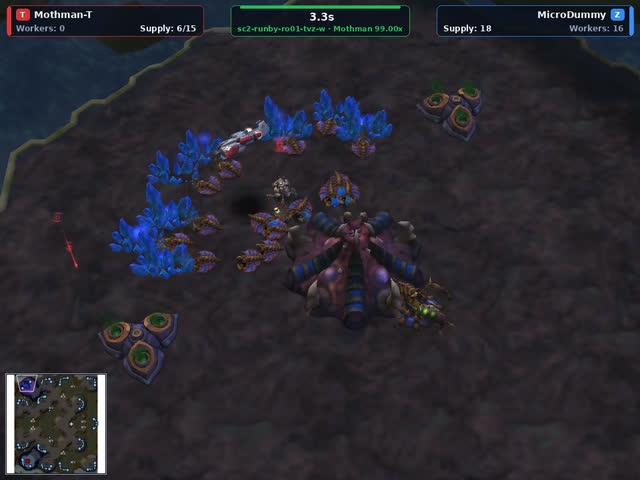 T Mothman-T
Workers: 0 Supply: 6/15
3.3s
sc2-runby-ro01-tvz-w · Mothman 99.00x
MicroDummy Z
Supply: 18 Workers: 16